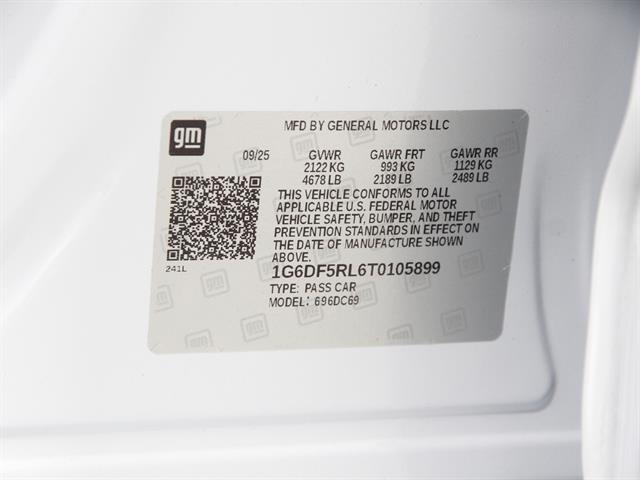 gm
MFD BY GENERAL MOTORS LLC
09/25 GVWR GAWR FRT GAWR RR
2122 KG 993 KG 1129 KG
4678 LB 2189 LB 2489 LB
THIS VEHICLE CONFORMS TO ALL
APPLICABLE U.S. FEDERAL MOTOR
VEHICLE SAFETY, BUMPER, AND THEFT
PREVENTION STANDARDS IN EFFECT ON
THE DATE OF MANUFACTURE SHOWN
ABOVE.
241L
1G6DF5RL6T0105899
TYPE: PASS CAR
MODEL: 696DC69